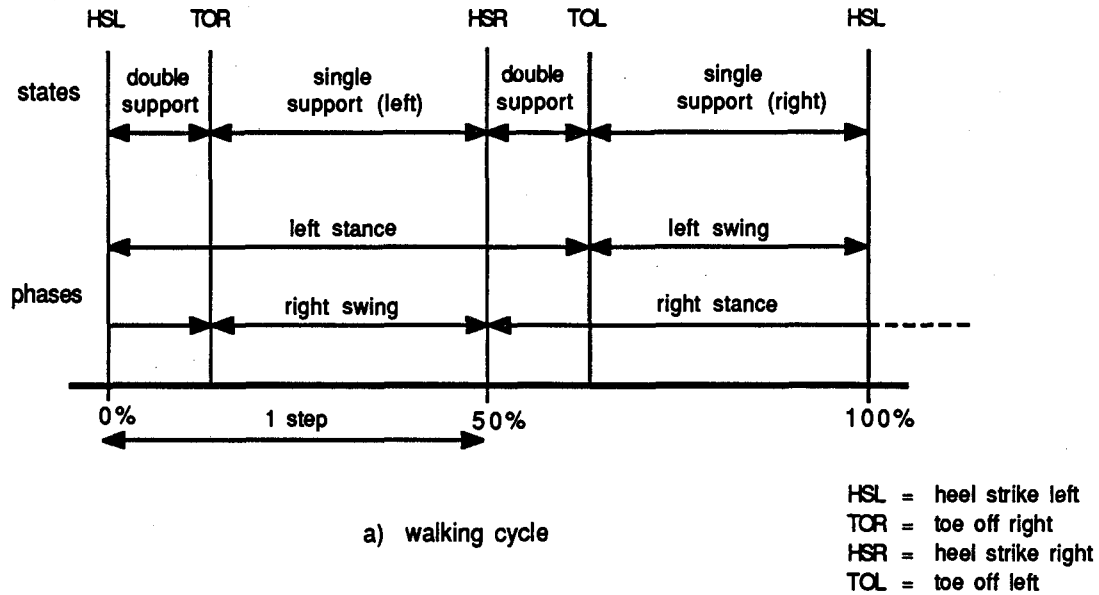 HSL TOR HSR TOL HSL
states
double support
single support (left)
double support
single support (right)
left stance
left swing
phases
right swing
right stance
0% 1 step 50% 100%
a) walking cycle
HSL = heel strike left
TOR = toe off right
HSR = heel strike right
TOL = toe off left